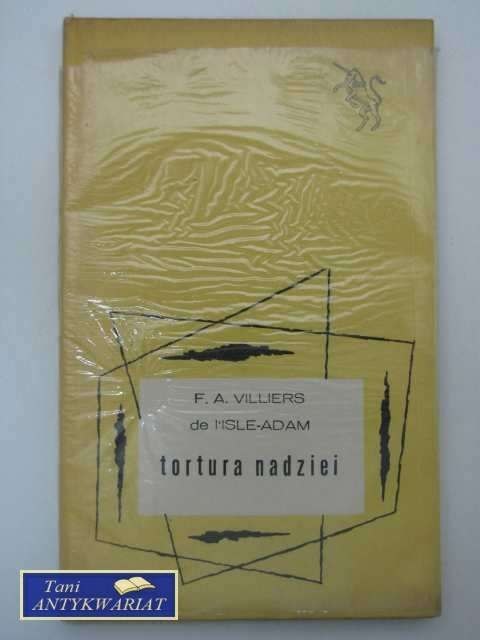 F. A. VILLIERS
de l'ISLE-ADAM
tortura nadziei
Tani
ANTYKWARIAT